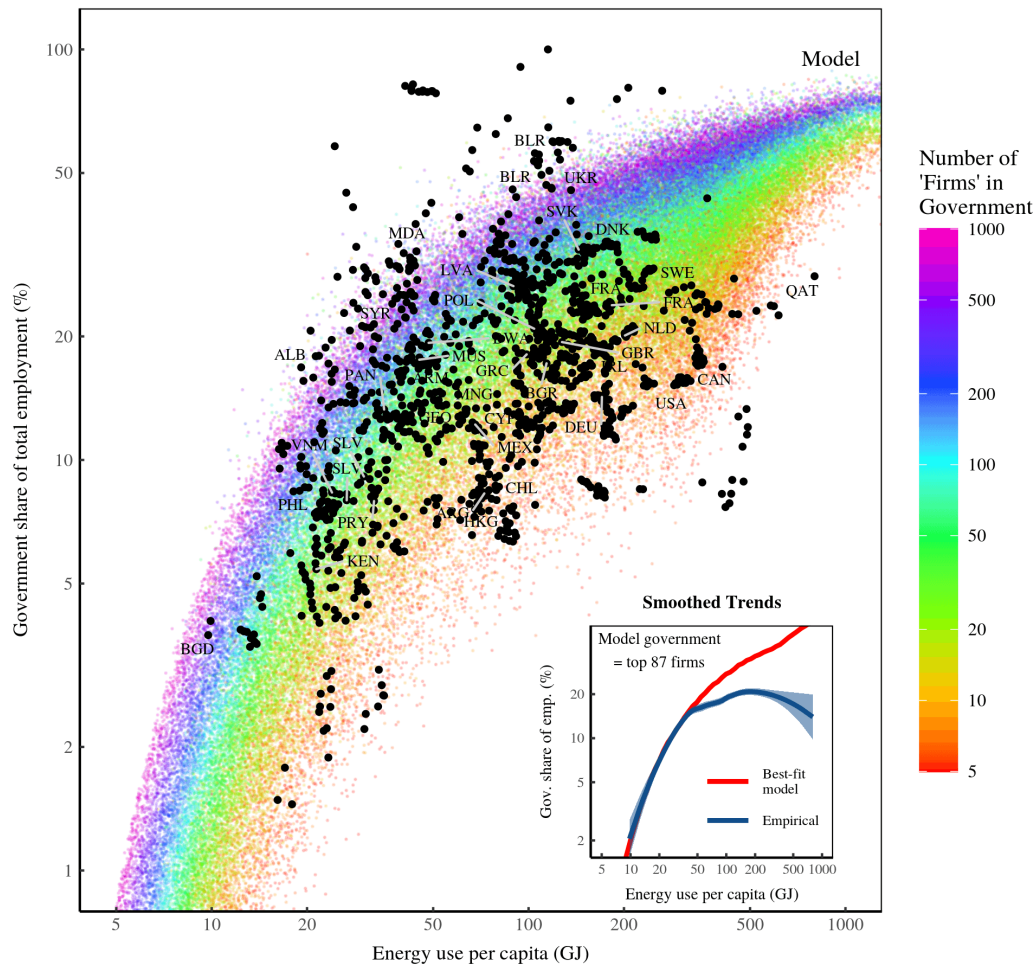 Model
100
50
20
10
5
2
1
Government share of total employment (%)
BLR
BLR
UKR
SVK
MDA
DNK
LVA
SWE
FRA
QAT
POL
FRA
SYR
NLD
ALB
MUS
GBR
GRC
PAN
ARM
CAN
MNG
BGR
USA
GEO
DEU
VNM
SLV
MEX
SLV
CHL
PHL
PRY
HKG
KEN
BGD
5
10
20
50
100
200
500
1000
Energy use per capita (GJ)
Number of
'Firms' in
Government
1000
500
200
100
50
20
10
5
Smoothed Trends
Model government
= top 87 firms
20
10
5
2
Gov. share of emp. (%)
Best-fit
model
Empirical
5
10
20
50
100
200
500
1000
Energy use per capita (GJ)